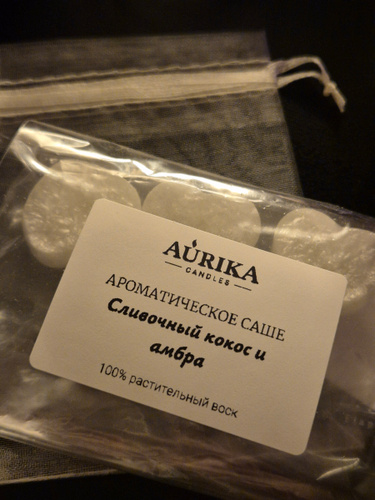 AURIKA
CANDLES
АРОМАТИЧЕСКОЕ САШЕ
Сливочный кокос и
амбра
100% растительный воск